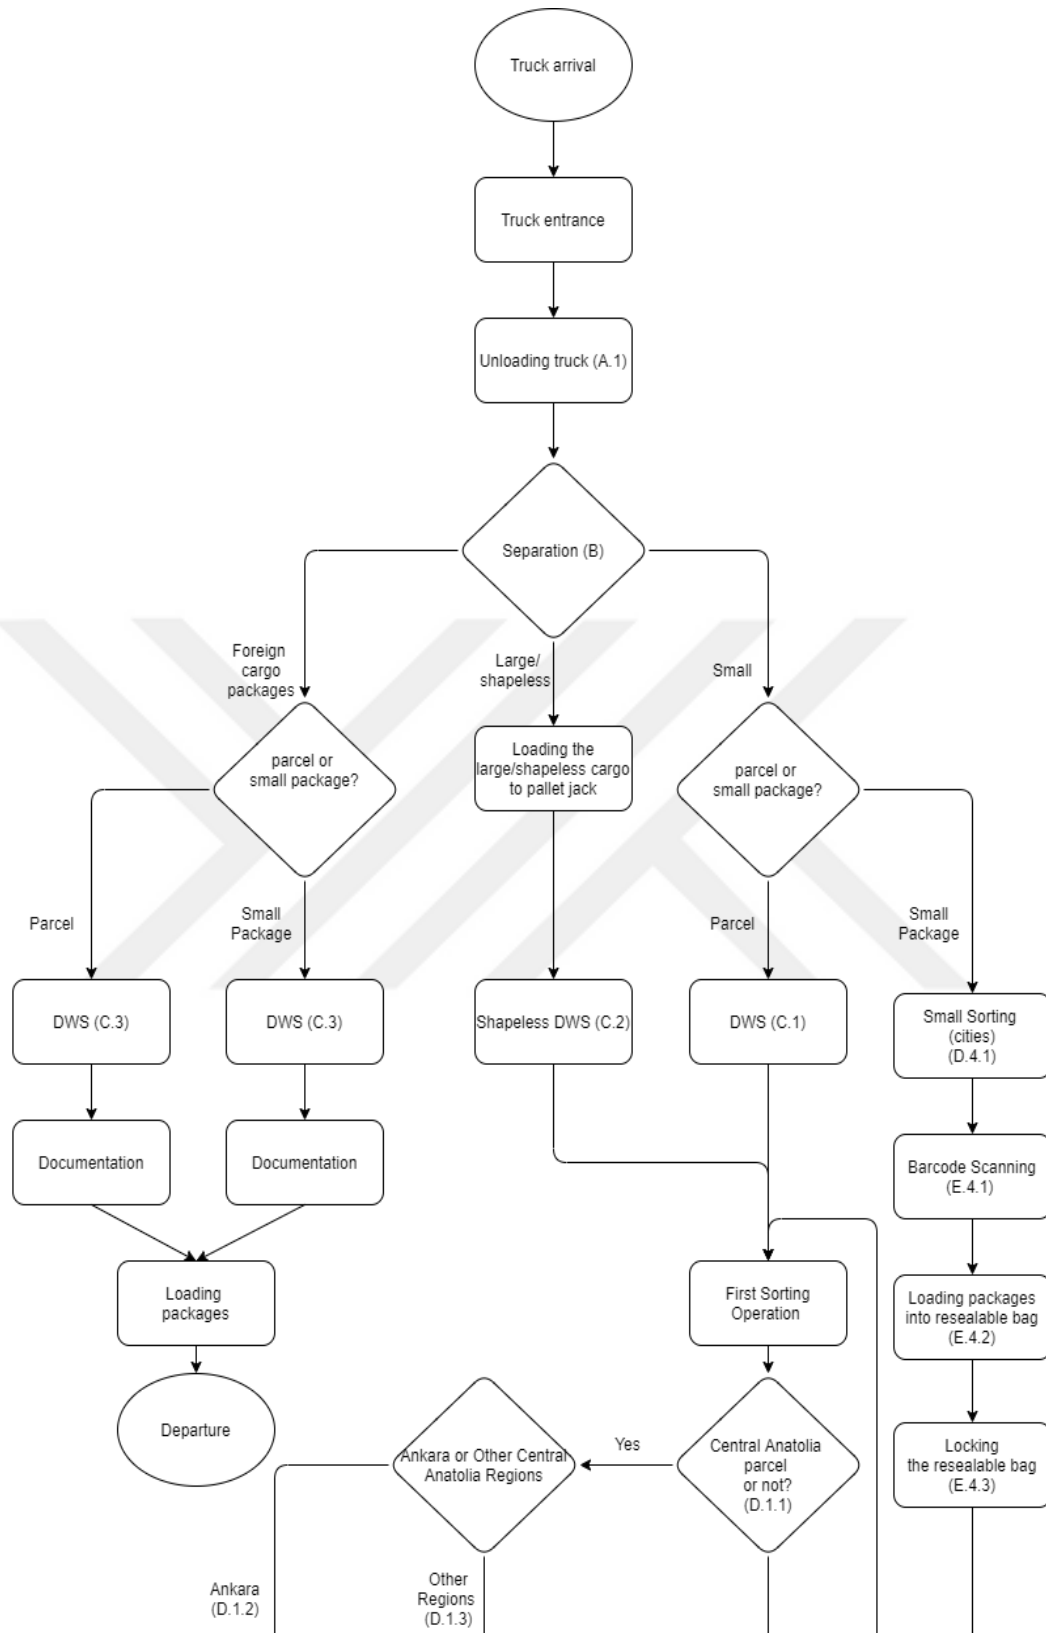 Truck arrival
Truck entrance
Unloading truck (A.1)
Separation (B)
Foreign
cargo
packages
Large/
shapeless
Small
parcel or
small package?
Loading the
large/shapeless cargo
to pallet jack
parcel or
small package?
Parcel
Small
Package
Parcel
Small
Package
DWS (C.3)
DWS (C.3)
Shapeless DWS (C.2)
DWS (C.1)
Small Sorting
(cities)
(D.4.1)
Documentation
Documentation
Barcode Scanning
(E.4.1)
Loading
packages
First Sorting
Operation
Loading packages
into resealable bag
(E.4.2)
Departure
Ankara or Other Central
Anatolia Regions
Yes
Central Anatolia
parcel
or not?
(D.1.1)
Locking
the resealable bag
(E.4.3)
Ankara
(D.1.2)
Other
Regions
(D.1.3)